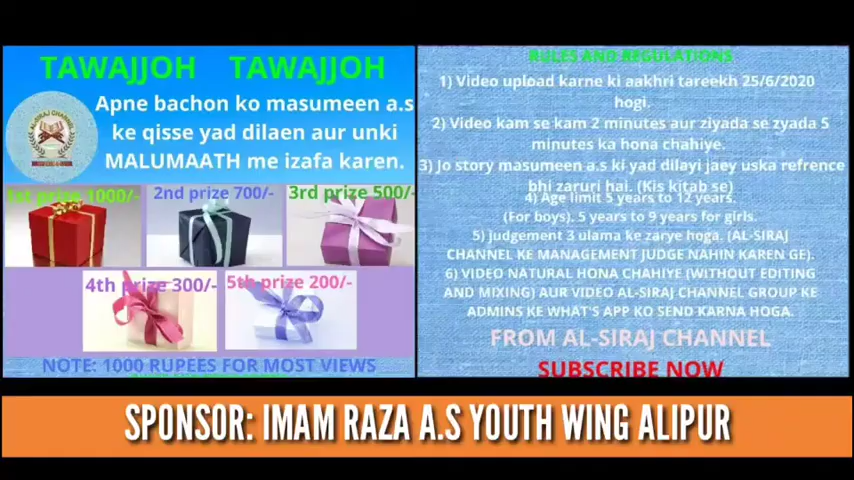 TAWAJJOH TAWAJJOH
Apne bachon ko masumeen a.s
ke qisse yad dilaen aur unki
MALUMAATH me izafa karen.
AL-SIRAJ CHANNEL
1st prize 1000/-
2nd prize 700/-
3rd prize 500/-
4th prize 300/-
5th prize 200/-
NOTE: 1000 RUPEES FOR MOST VIEWS
RULES AND REGULATIONS
1) Video upload karne ki aakhri tareekh 25/6/2020
hogi.
2) Video kam se kam 2 minutes aur ziyada se zyada 5
minutes ka hona chahiye.
3) Jo story masumeen a.s ki yad dilayi jaey uska refrence
bhi zaruri hai. (Kis kitab se)
4) Age limit 5 years to 12 years.
(For boys). 5 years to 9 years for girls.
5) Judgement 3 ulama ke zarye hoga. (AL-SIRAJ
CHANNEL KE MANAGEMENT JUDGE NAHIN KAREN GE).
6) VIDEO NATURAL HONA CHAHIYE (WITHOUT EDITING
AND MIXING) AUR VIDEO AL-SIRAJ CHANNEL GROUP KE
ADMINS KE WHAT'S APP KO SEND KARNA HOGA.
FROM AL-SIRAJ CHANNEL
SUBSCRIBE NOW
SPONSOR: IMAM RAZA A.S YOUTH WING ALIPUR